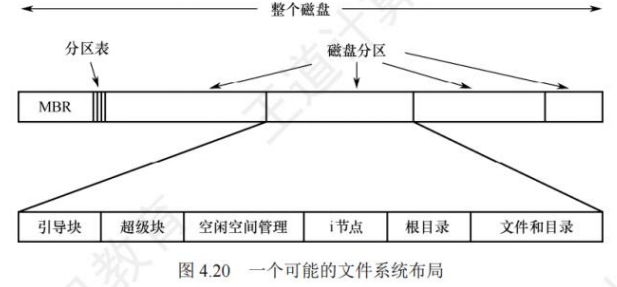 整个磁盘
分区表
磁盘分区
MBR
引导块 超级块 空闲空间管理 i节点 根目录 文件和目录
图 4.20 一个可能的文件系统布局
王道计算
机教育